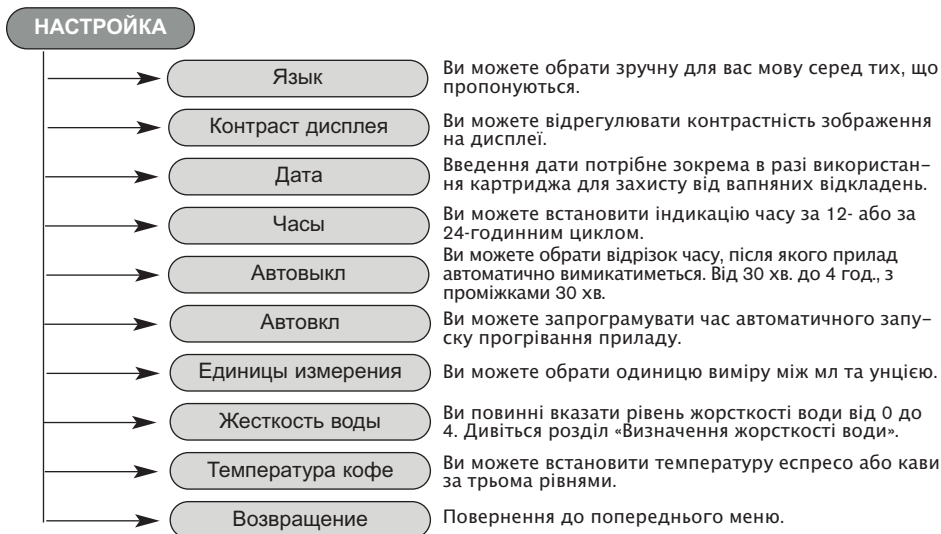 НАСТРОЙКА
Язык
Ви можете обрати зручну для вас мову серед тих, що
пропонуються.
Контраст дисплея
Ви можете відрегулювати контрастність зображення
на дисплеї.
Дата
Введення дати потрібне зокрема в разі використан–
ня картриджа для захисту від вапняних відкладень.
Часы
Ви можете встановити індикацію часу за 12- або за
24-годинним циклом.
Автовыкл
Ви можете обрати відрізок часу, після якого прилад
автоматично вимикатиметься. Від 30 хв. до 4 год., з
проміжками 30 хв.
Автовкл
Ви можете запрограмувати час автоматичного запу–
ску прогрівання приладу.
Единицы измерения
Ви можете обрати одиницю виміру між мл та унцією.
Жесткость воды
Ви повинні вказати рівень жорсткості води від 0 до
4. Дивіться розділ «Визначення жорсткості води».
Температура кофе
Ви можете встановити температуру еспресо або кави
за трьома рівнями.
Возвращение
Повернення до попереднього меню.